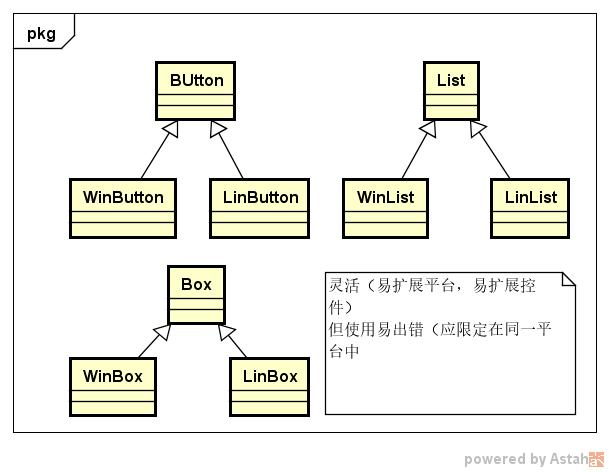 pkg
BUtton
List
WinButton
LinButton
WinList
LinList
Box
灵活（易扩展平台，易扩展控
件）
但使用易出错（应限定在同一平
台中
WinBox
LinBox
powered by Astah